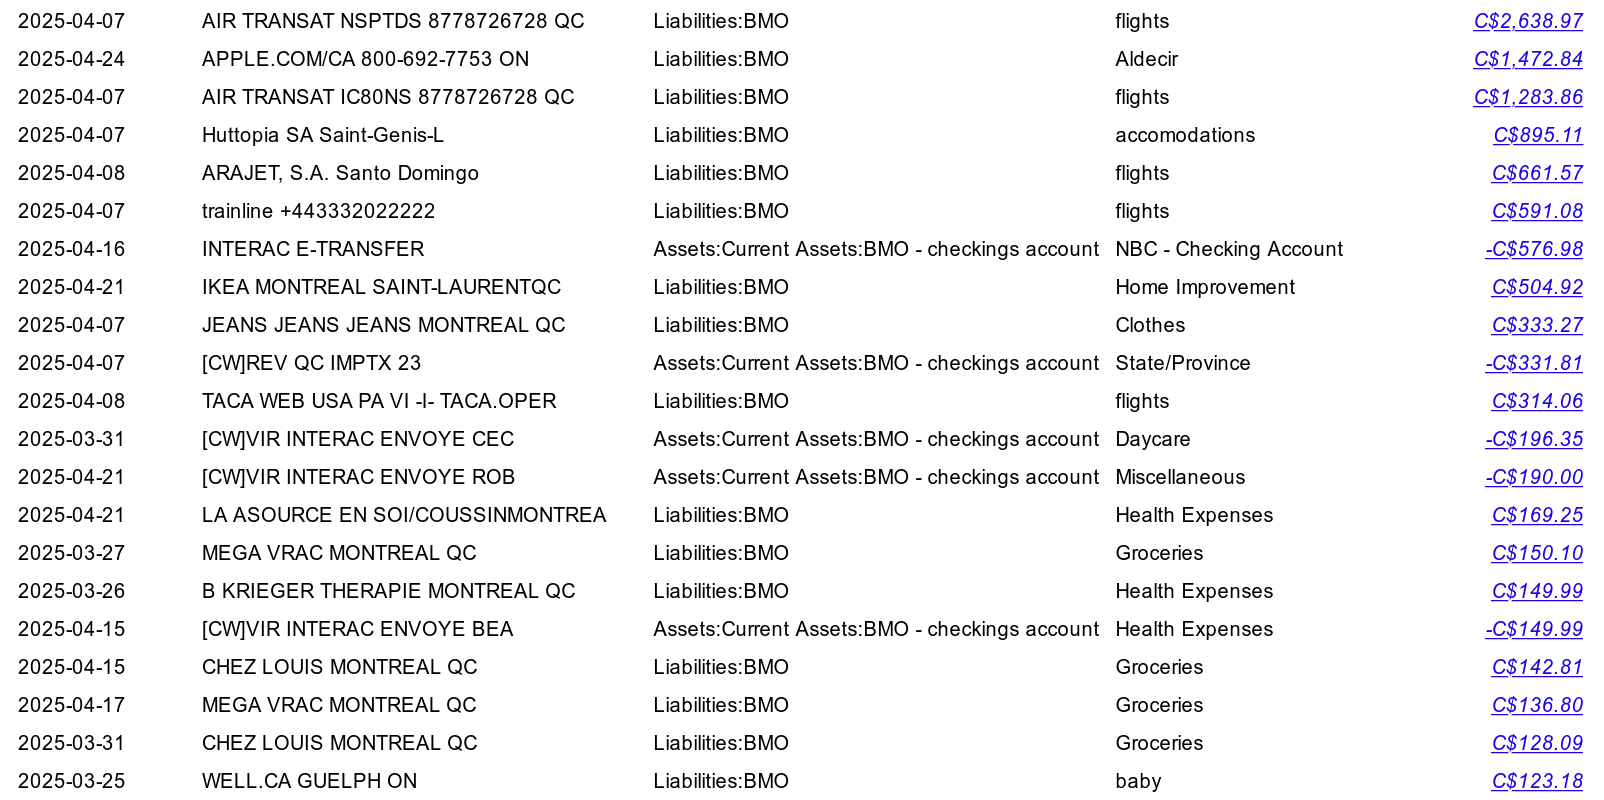 2025-04-07 AIR TRANSAT NSPTDS 8778726728 QC Liabilities:BMO flights C$2,638.97
2025-04-24 APPLE.COM/CA 800-692-7753 ON Liabilities:BMO Aldecir C$1,472.84
2025-04-07 AIR TRANSAT IC80NS 8778726728 QC Liabilities:BMO flights C$1,283.86
2025-04-07 Huttopia SA Saint-Genis-L Liabilities:BMO accomodations C$895.11
2025-04-08 ARAJET, S.A. Santo Domingo Liabilities:BMO flights C$661.57
2025-04-07 trainline +443332022222 Liabilities:BMO flights C$591.08
2025-04-16 INTERAC E-TRANSFER Assets:Current Assets:BMO - checkings account NBC - Checking Account -C$576.98
2025-04-21 IKEA MONTREAL SAINT-LAURENTQC Liabilities:BMO Home Improvement C$504.92
2025-04-07 JEANS JEANS JEANS MONTREAL QC Liabilities:BMO Clothes C$333.27
2025-04-07 [CW]REV QC IMPTX 23 Assets:Current Assets:BMO - checkings account State/Province -C$331.81
2025-04-08 TACA WEB USA PA VI -I- TACA.OPER Liabilities:BMO flights C$314.06
2025-03-31 [CW]VIR INTERAC ENVOYE CEC Assets:Current Assets:BMO - checkings account Daycare -C$196.35
2025-04-21 [CW]VIR INTERAC ENVOYE ROB Assets:Current Assets:BMO - checkings account Miscellaneous -C$190.00
2025-04-21 LA ASOURCE EN SOI/COUSSINMONTREA Liabilities:BMO Health Expenses C$169.25
2025-03-27 MEGA VRAC MONTREAL QC Liabilities:BMO Groceries C$150.10
2025-03-26 B KRIEGER THERAPIE MONTREAL QC Liabilities:BMO Health Expenses C$149.99
2025-04-15 [CW]VIR INTERAC ENVOYE BEA Assets:Current Assets:BMO - checkings account Health Expenses -C$149.99
2025-04-15 CHEZ LOUIS MONTREAL QC Liabilities:BMO Groceries C$142.81
2025-04-17 MEGA VRAC MONTREAL QC Liabilities:BMO Groceries C$136.80
2025-03-31 CHEZ LOUIS MONTREAL QC Liabilities:BMO Groceries C$128.09
2025-03-25 WELL.CA GUELPH ON Liabilities:BMO baby C$123.18